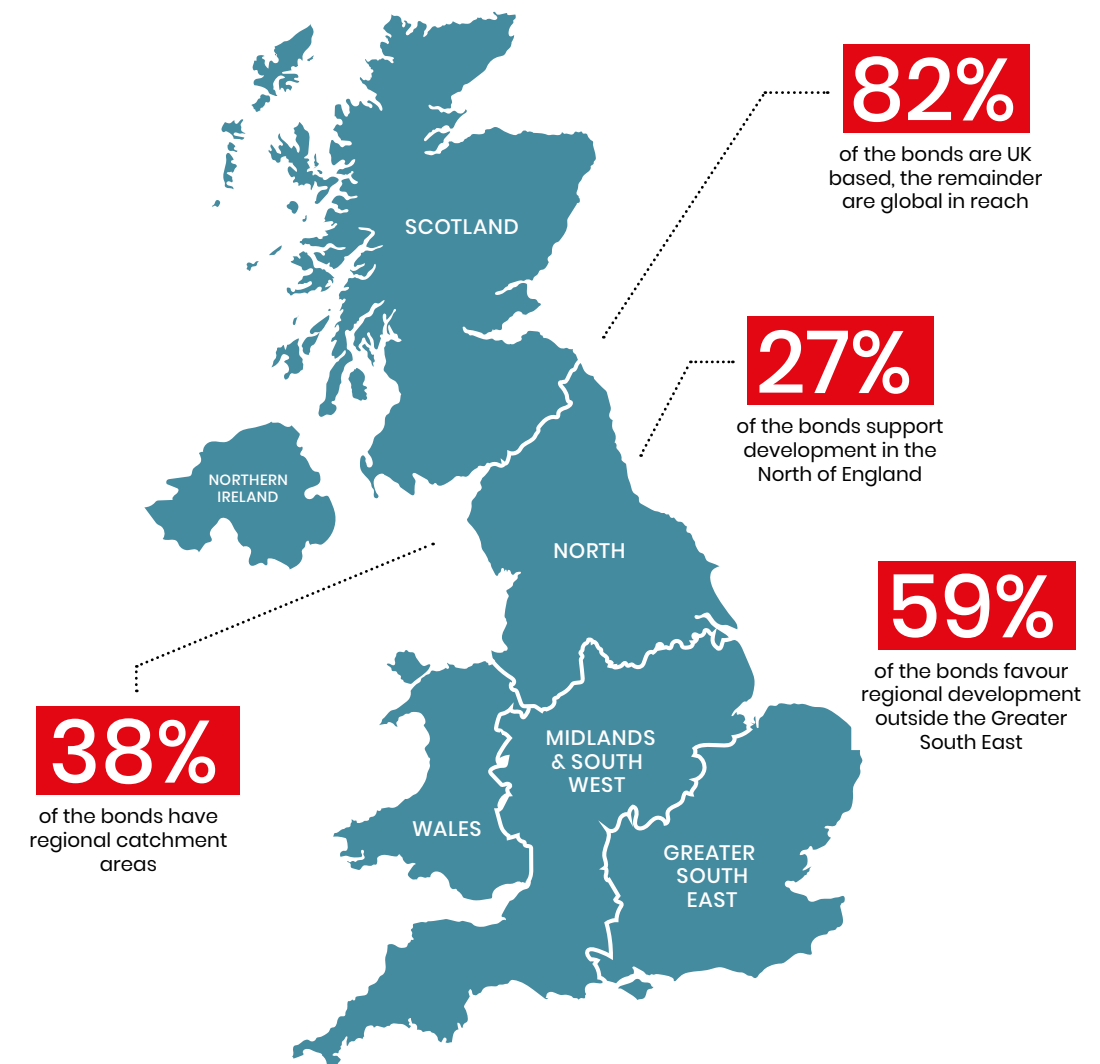 82%
of the bonds are UK
based, the remainder
are global in reach
SCOTLAND
27%
of the bonds support
development in the
North of England
NORTHERN
IRELAND
NORTH
59%
of the bonds favour
regional development
outside the Greater
South East
38%
of the bonds have
regional catchment
areas
MIDLANDS
& SOUTH
WEST
WALES
GREATER
SOUTH
EAST